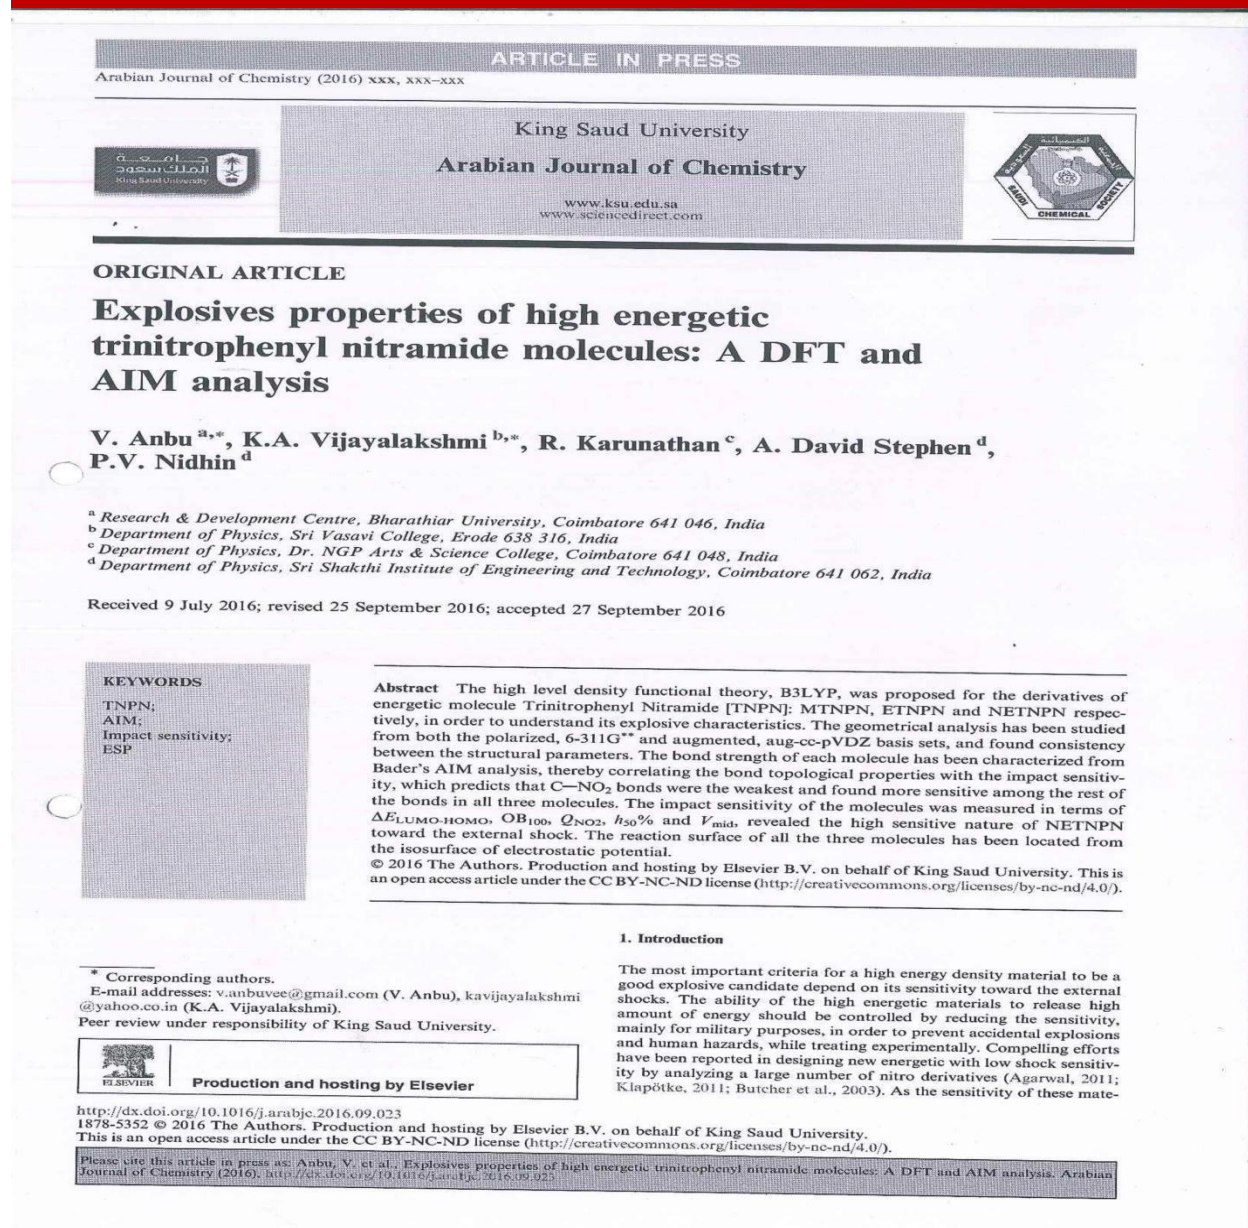 ARTICLE IN PRESS
Arabian Journal of Chemistry (2016) xxx, xxx–xxx
جامعة
الملك سعود
King Saud University
King Saud University
Arabian Journal of Chemistry
www.ksu.edu.sa
www.sciencedirect.com
SAUDI
CHEMICAL
SOCIETY
ORIGINAL ARTICLE
Explosives properties of high energetic
trinitrophenyl nitramide molecules: A DFT and
AIM analysis
V. Anbu a,*, K.A. Vijayalakshmi b,*, R. Karunathan c, A. David Stephen d,
P.V. Nidhin d
a Research & Development Centre, Bharathiar University, Coimbatore 641 046, India
b Department of Physics, Sri Vasavi College, Erode 638 316, India
c Department of Physics, Dr. NGP Arts & Science College, Coimbatore 641 048, India
d Department of Physics, Sri Shakthi Institute of Engineering and Technology, Coimbatore 641 062, India
Received 9 July 2016; revised 25 September 2016; accepted 27 September 2016
KEYWORDS
TNPN;
AIM;
Impact sensitivity;
ESP
Abstract The high level density functional theory, B3LYP, was proposed for the derivatives of
energetic molecule Trinitrophenyl Nitramide [TNPN]: MTNPN, ETNPN and NETNPN respec-
tively, in order to understand its explosive characteristics. The geometrical analysis has been studied
from both the polarized, 6-311G** and augmented, aug-cc-pVDZ basis sets, and found consistency
between the structural parameters. The bond strength of each molecule has been characterized from
Bader's AIM analysis, thereby correlating the bond topological properties with the impact sensitiv-
ity, which predicts that C—NO2 bonds were the weakest and found more sensitive among the rest of
the bonds in all three molecules. The impact sensitivity of the molecules was measured in terms of
ΔELUMO-HOMO, OB100, QNO2, h50% and Vmid, revealed the high sensitive nature of NETNPN
toward the external shock. The reaction surface of all the three molecules has been located from
the isosurface of electrostatic potential.
© 2016 The Authors. Production and hosting by Elsevier B.V. on behalf of King Saud University. This is
an open access article under the CC BY-NC-ND license (http://creativecommons.org/licenses/by-nc-nd/4.0/).
* Corresponding authors.
E-mail addresses: v.anbuvee@gmail.com (V. Anbu), kavijayalakshmi
@yahoo.co.in (K.A. Vijayalakshmi).
Peer review under responsibility of King Saud University.
ELSEVIER
Production and hosting by Elsevier
1. Introduction
The most important criteria for a high energy density material to be a
good explosive candidate depend on its sensitivity toward the external
shocks. The ability of the high energetic materials to release high
amount of energy should be controlled by reducing the sensitivity,
mainly for military purposes, in order to prevent accidental explosions
and human hazards, while treating experimentally. Compelling efforts
have been reported in designing new energetic with low shock sensitiv-
ity by analyzing a large number of nitro derivatives (Agarwal, 2011;
Klapötke, 2011; Butcher et al., 2003). As the sensitivity of these mate-
http://dx.doi.org/10.1016/j.arabjc.2016.09.023
1878-5352 © 2016 The Authors. Production and hosting by Elsevier B.V. on behalf of King Saud University.
This is an open access article under the CC BY-NC-ND license (http://creativecommons.org/licenses/by-nc-nd/4.0/).
Please cite this article in press as: Anbu, V. et al., Explosives properties of high energetic trinitrophenyl nitramide molecules: A DFT and AIM analysis. Arabian
Journal of Chemistry (2016), http://dx.doi.org/10.1016/j.arabjc.2016.09.023